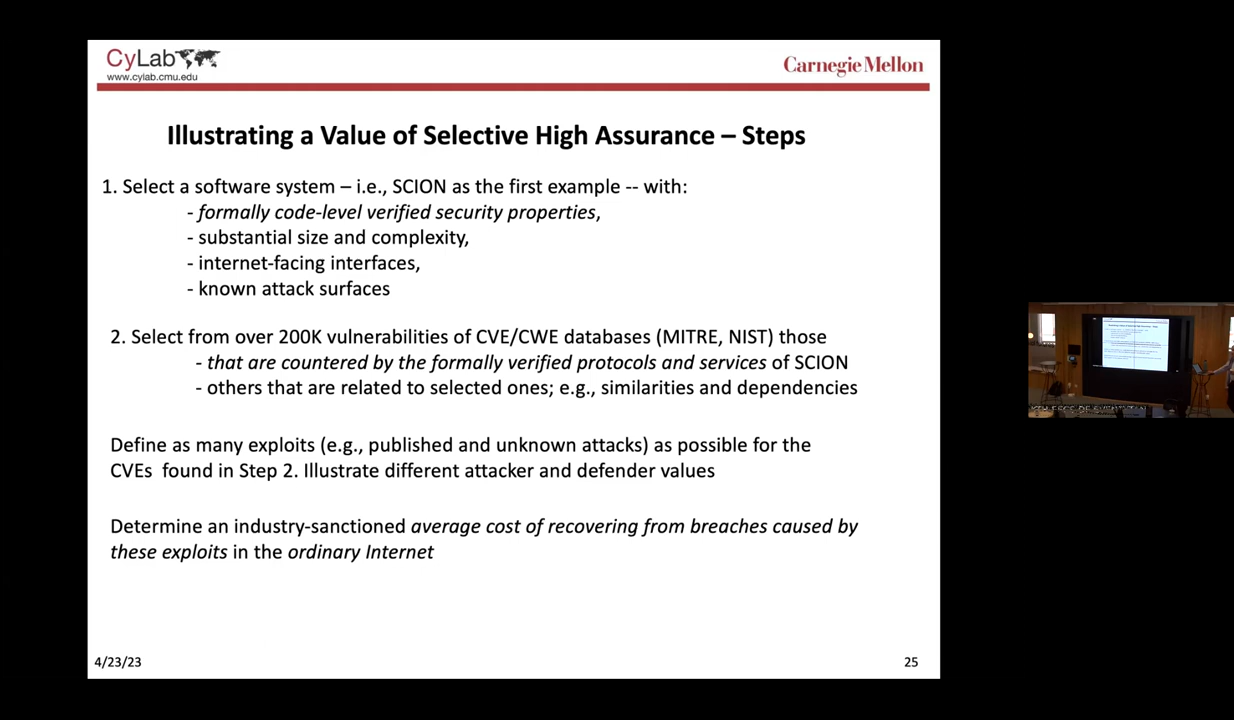 CyLab
www.cylab.cmu.edu
Carnegie Mellon
Illustrating a Value of Selective High Assurance – Steps
1. Select a software system – i.e., SCION as the first example -- with:
- formally code-level verified security properties,
- substantial size and complexity,
- internet-facing interfaces,
- known attack surfaces
2. Select from over 200K vulnerabilities of CVE/CWE databases (MITRE, NIST) those
- that are countered by the formally verified protocols and services of SCION
- others that are related to selected ones; e.g., similarities and dependencies
Define as many exploits (e.g., published and unknown attacks) as possible for the
CVEs found in Step 2. Illustrate different attacker and defender values
Determine an industry-sanctioned average cost of recovering from breaches caused by
these exploits in the ordinary Internet
4/23/23
25